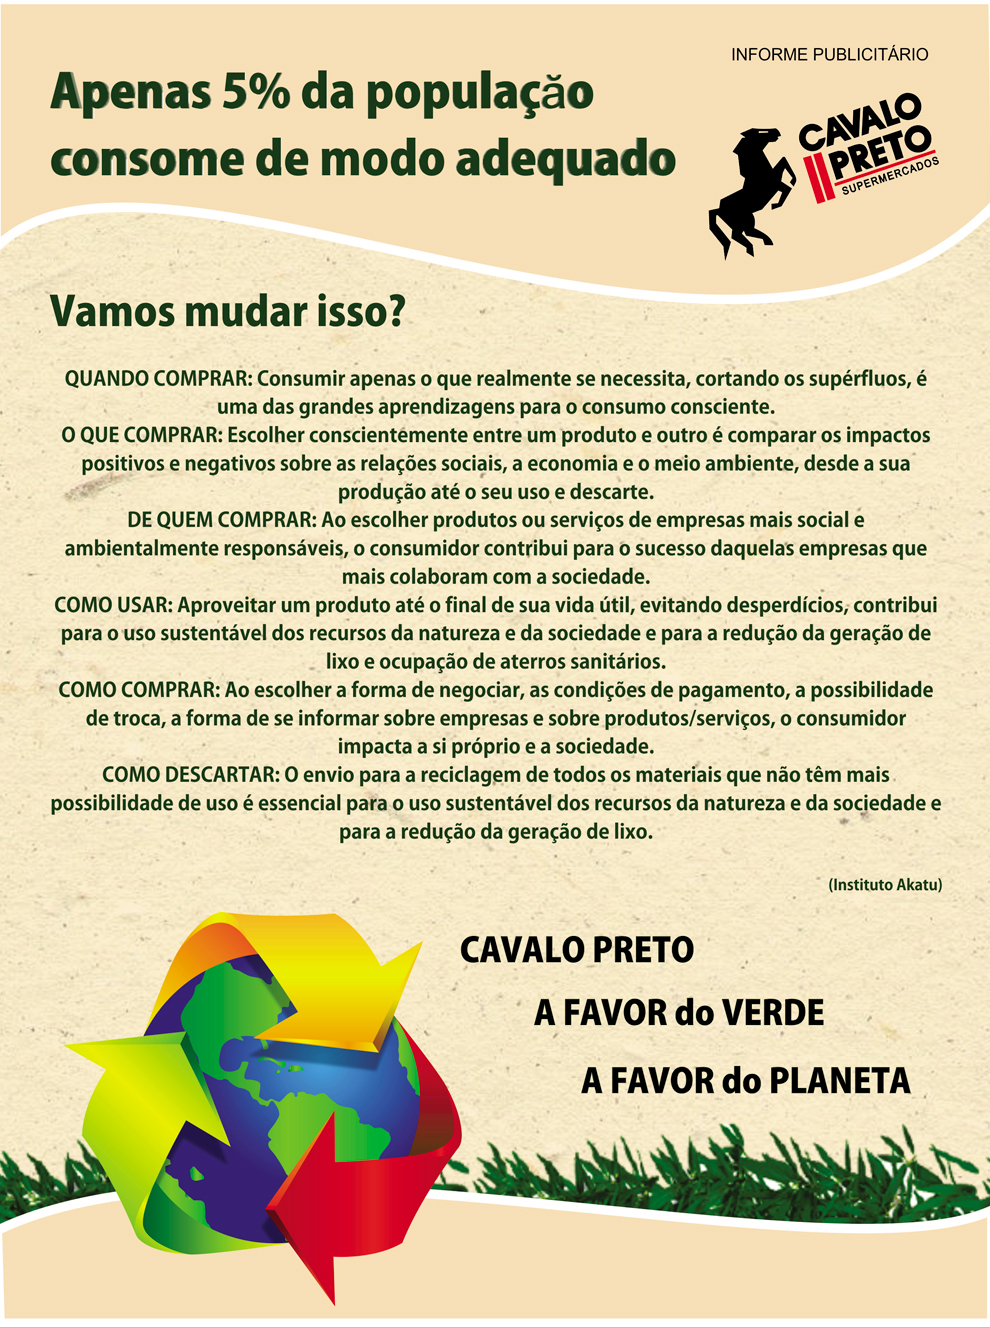 INFORME PUBLICITÁRIO
Apenas 5% da populaçăo
consome de modo adequado
CAVALO
PRETO
SUPERMERCADOS
Vamos mudar isso?
QUANDO COMPRAR: Consumir apenas o que realmente se necessita, cortando os supérfluos, é
uma das grandes aprendizagens para o consumo consciente.
O QUE COMPRAR: Escolher conscientemente entre um produto e outro é comparar os impactos
positivos e negativos sobre as relações sociais, a economia e o meio ambiente, desde a sua
produção até o seu uso e descarte.
DE QUEM COMPRAR: Ao escolher produtos ou serviços de empresas mais social e
ambientalmente responsáveis, o consumidor contribui para o sucesso daquelas empresas que
mais colaboram com a sociedade.
COMO USAR: Aproveitar um produto até o final de sua vida útil, evitando desperdícios, contribui
para o uso sustentável dos recursos da natureza e da sociedade e para a redução da geração de
lixo e ocupação de aterros sanitários.
COMO COMPRAR: Ao escolher a forma de negociar, as condições de pagamento, a possibilidade
de troca, a forma de se informar sobre empresas e sobre produtos/serviços, o consumidor
impacta a si próprio e a sociedade.
COMO DESCARTAR: O envio para a reciclagem de todos os materiais que não têm mais
possibilidade de uso é essencial para o uso sustentável dos recursos da natureza e da sociedade e
para a redução da geração de lixo.
(Instituto Akatu)
CAVALO PRETO
A FAVOR do VERDE
A FAVOR do PLANETA